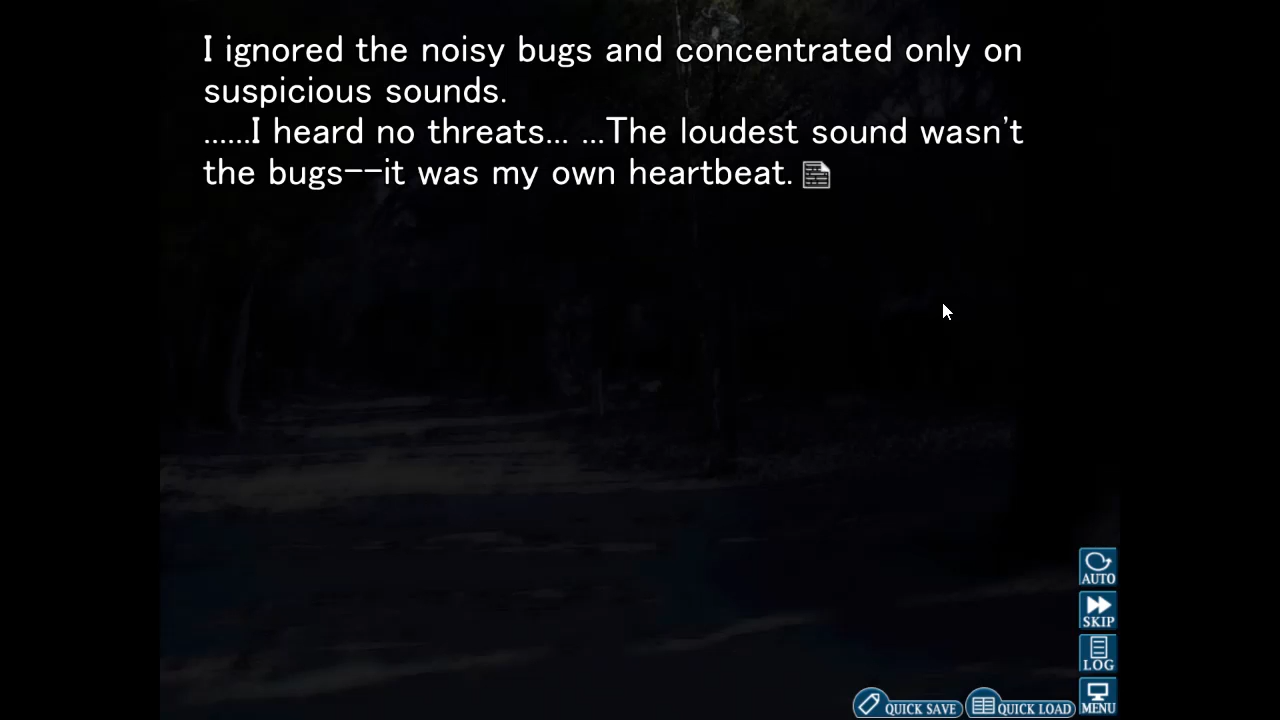 I ignored the noisy bugs and concentrated only on
suspicious sounds.
......I heard no threats... ...The loudest sound wasn't
the bugs--it was my own heartbeat.
AUTO
SKIP
LOG
QUICK SAVE
QUICK LOAD
MENU